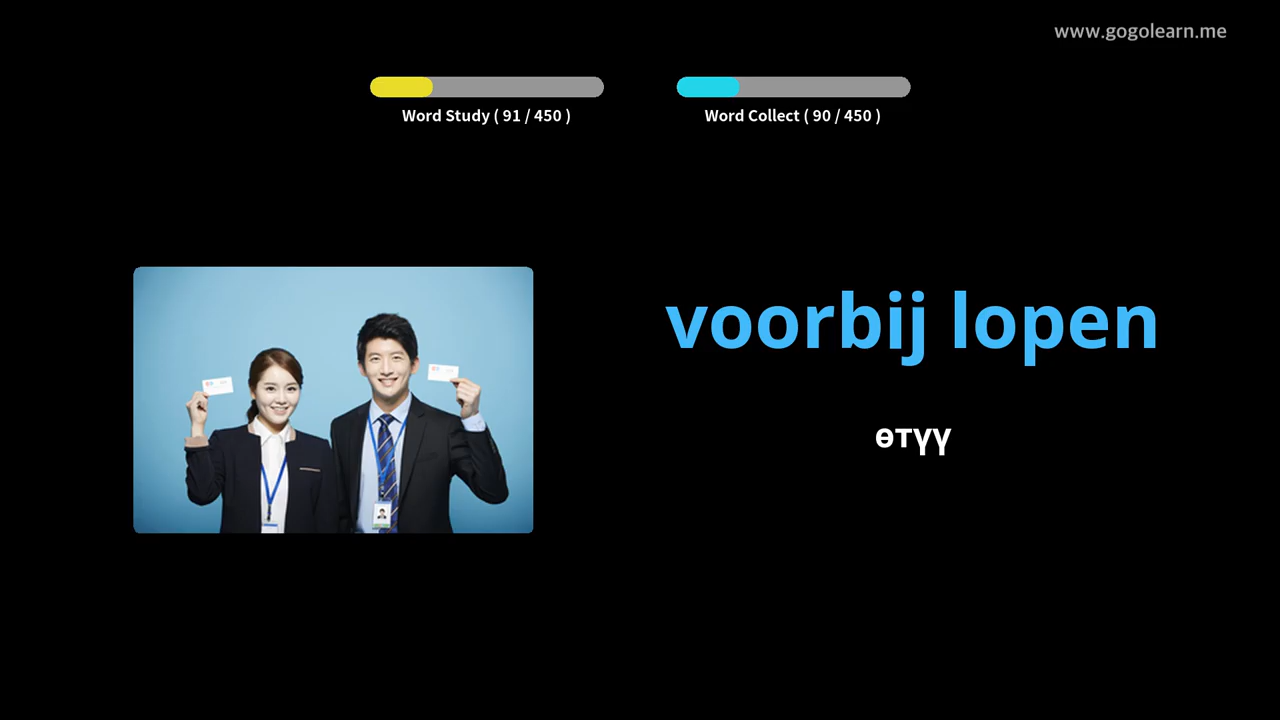 www.gogolearn.me
Word Study ( 91 / 450 )
Word Collect ( 90 / 450 )
voorbij lopen
өтүү